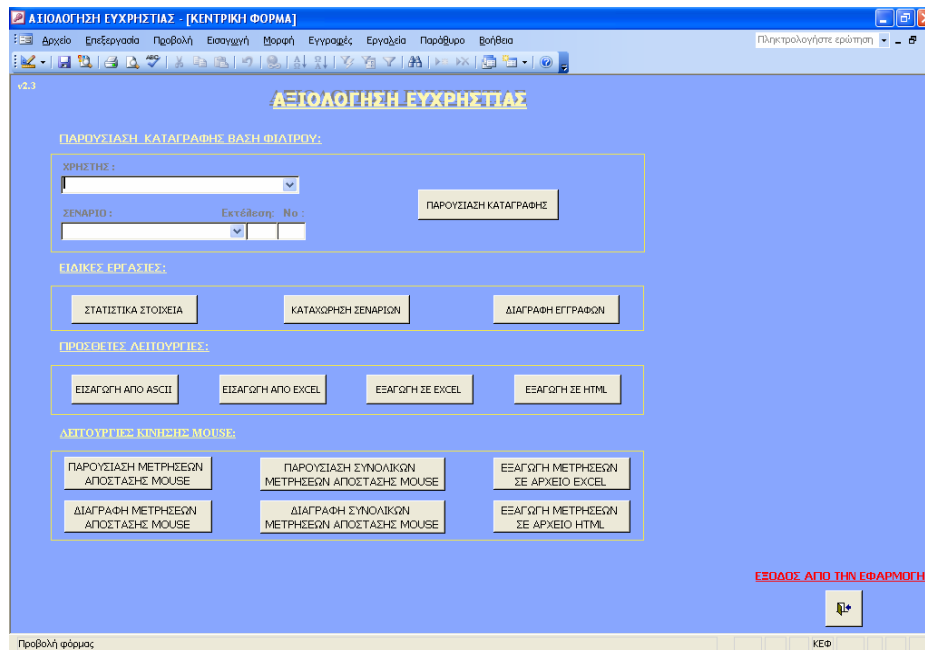 ΑΞΙΟΛΟΓΗΣΗ ΕΥΧΡΗΣΤΙΑΣ - [ΚΕΝΤΡΙΚΗ ΦΟΡΜΑ]
Αρχείο Επεξεργασία Προβολή Εισαγωγή Μορφή Εγγραφές Εργαλεία Παράθυρο Βοήθεια Πληκτρολογήστε ερώτηση
v2.3
ΑΞΙΟΛΟΓΗΣΗ ΕΥΧΡΗΣΤΙΑΣ
ΠΑΡΟΥΣΙΑΣΗ ΚΑΤΑΓΡΑΦΗΣ ΒΑΣΗ ΦΙΛΤΡΟΥ:
ΧΡΗΣΤΗΣ :
ΠΑΡΟΥΣΙΑΣΗ ΚΑΤΑΓΡΑΦΗΣ
ΣΕΝΑΡΙΟ : Εκτέλεση: No :
ΕΙΔΙΚΕΣ ΕΡΓΑΣΙΕΣ:
ΣΤΑΤΙΣΤΙΚΑ ΣΤΟΙΧΕΙΑ ΚΑΤΑΧΩΡΗΣΗ ΣΕΝΑΡΙΩΝ ΔΙΑΓΡΑΦΗ ΕΓΓΡΑΦΩΝ
ΠΡΟΣΘΕΤΕΣ ΛΕΙΤΟΥΡΓΙΕΣ:
ΕΙΣΑΓΩΓΗ ΑΠΟ ASCII ΕΙΣΑΓΩΓΗ ΑΠΟ EXCEL ΕΞΑΓΩΓΗ ΣΕ EXCEL ΕΞΑΓΩΓΗ ΣΕ HTML
ΛΕΙΤΟΥΡΓΙΕΣ ΚΙΝΗΣΗΣ MOUSE:
ΠΑΡΟΥΣΙΑΣΗ ΜΕΤΡΗΣΕΩΝ
ΑΠΟΣΤΑΣΗΣ MOUSE
ΠΑΡΟΥΣΙΑΣΗ ΣΥΝΟΛΙΚΩΝ
ΜΕΤΡΗΣΕΩΝ ΑΠΟΣΤΑΣΗΣ MOUSE
ΕΞΑΓΩΓΗ ΜΕΤΡΗΣΕΩΝ
ΣΕ ΑΡΧΕΙΟ EXCEL
ΔΙΑΓΡΑΦΗ ΜΕΤΡΗΣΕΩΝ
ΑΠΟΣΤΑΣΗΣ MOUSE
ΔΙΑΓΡΑΦΗ ΣΥΝΟΛΙΚΩΝ
ΜΕΤΡΗΣΕΩΝ ΑΠΟΣΤΑΣΗΣ MOUSE
ΕΞΑΓΩΓΗ ΜΕΤΡΗΣΕΩΝ
ΣΕ ΑΡΧΕΙΟ HTML
ΕΞΟΔΟΣ ΑΠΟ ΤΗΝ ΕΦΑΡΜΟΓΗ
Προβολή φόρμας ΚΕΦ